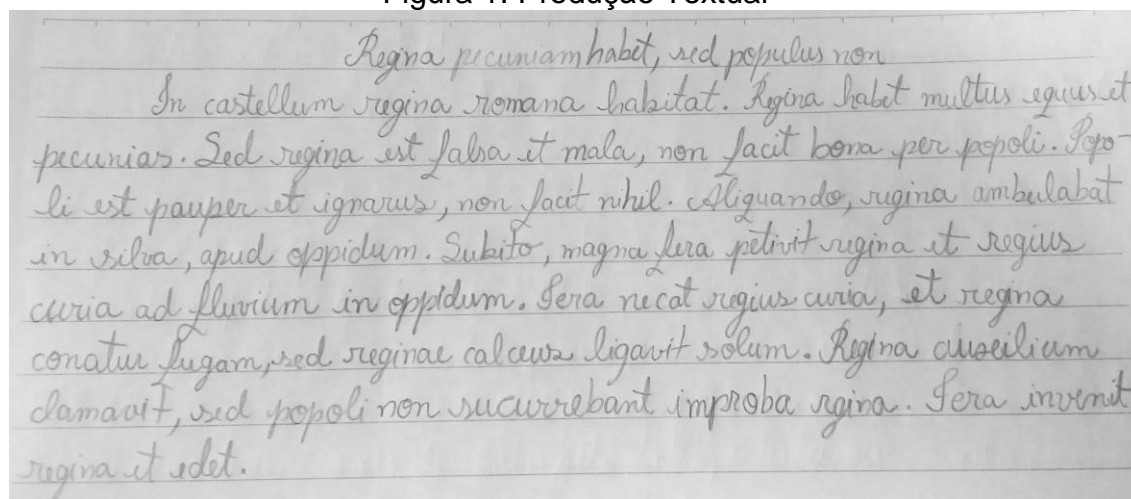 Figura 1: Produção Textual
Regina pecuniam habet, sed populus non
In castellum regina romana habitat. Regina habet multus equus et
pecunias. Sed regina est falsa et mala, non facit bona per popoli. Popo-
li est pauper et ignarus, non facit nihil. Aliquando, regina ambulabat
in silva, apud oppidum. Subito, magna fera petivit regina et regius
curia ad fluvium in oppidum. Fera necat regius curia, et regina
conatur fugam, sed reginae calceus ligavit solum. Regina auxilium
clamavit, sed popoli non sucurrebant improba regina. Fera invenit
regina et edet.